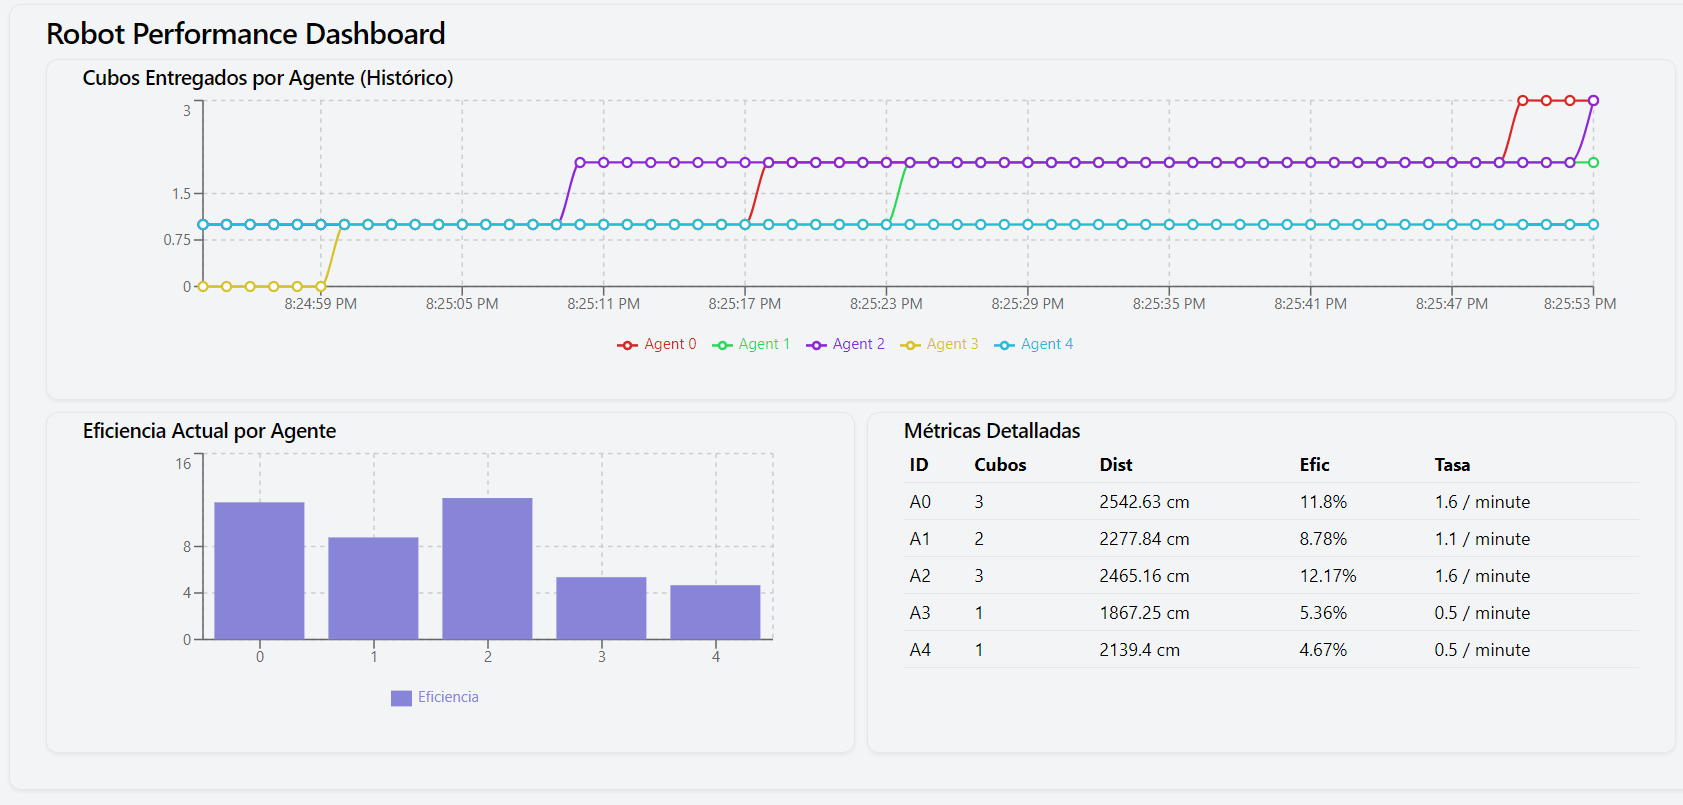 Robot Performance Dashboard
Cubos Entregados por Agente (Histórico)
3
1.5
0.75
0
8:24:59 PM 8:25:05 PM 8:25:11 PM 8:25:17 PM 8:25:23 PM 8:25:29 PM 8:25:35 PM 8:25:41 PM 8:25:47 PM 8:25:53 PM
Agent 0 Agent 1 Agent 2 Agent 3 Agent 4
Eficiencia Actual por Agente
16
8
4
0
0 1 2 3 4
Eficiencia
Métricas Detalladas
ID Cubos Dist Efic Tasa
A0 3 2542.63 cm 11.8% 1.6 / minute
A1 2 2277.84 cm 8.78% 1.1 / minute
A2 3 2465.16 cm 12.17% 1.6 / minute
A3 1 1867.25 cm 5.36% 0.5 / minute
A4 1 2139.4 cm 4.67% 0.5 / minute